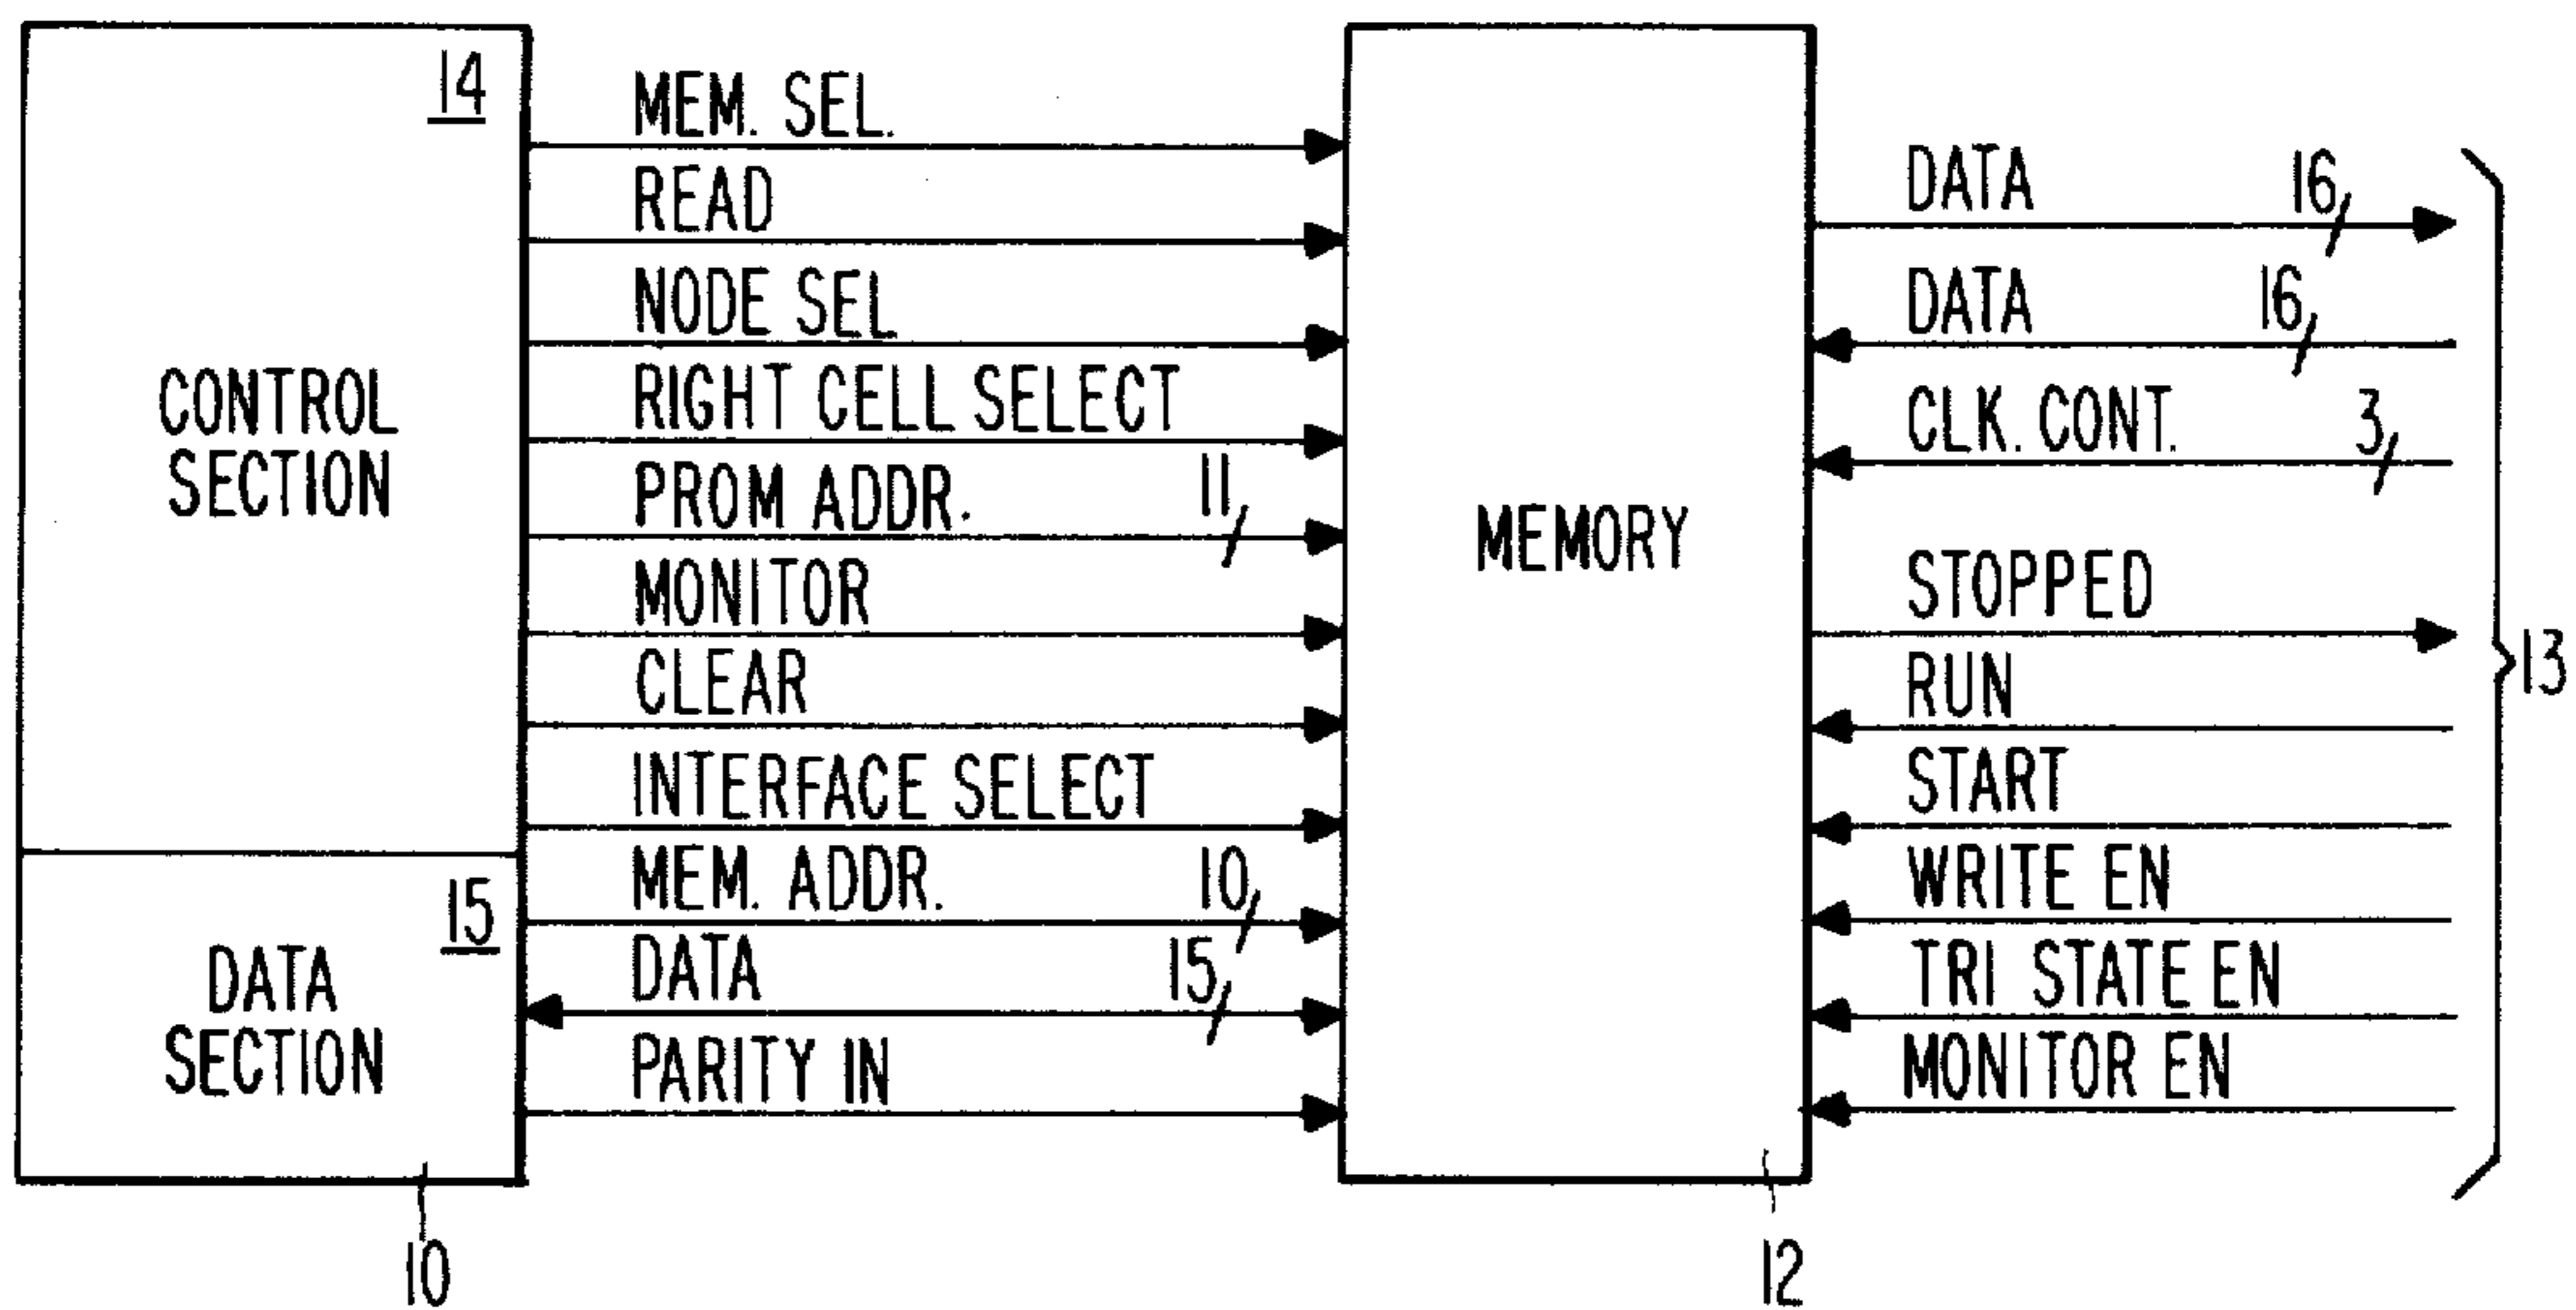 14
CONTROL
SECTION
15
DATA
SECTION
10
MEM. SEL.
READ
NODE SEL
RIGHT CELL SELECT
PROM ADDR. 11
MONITOR
CLEAR
INTERFACE SELECT
MEM. ADDR. 10
DATA 15
PARITY IN
MEMORY
12
DATA 16
DATA 16
CLK. CONT. 3
STOPPED
RUN
START
WRITE EN
TRI STATE EN
MONITOR EN
13